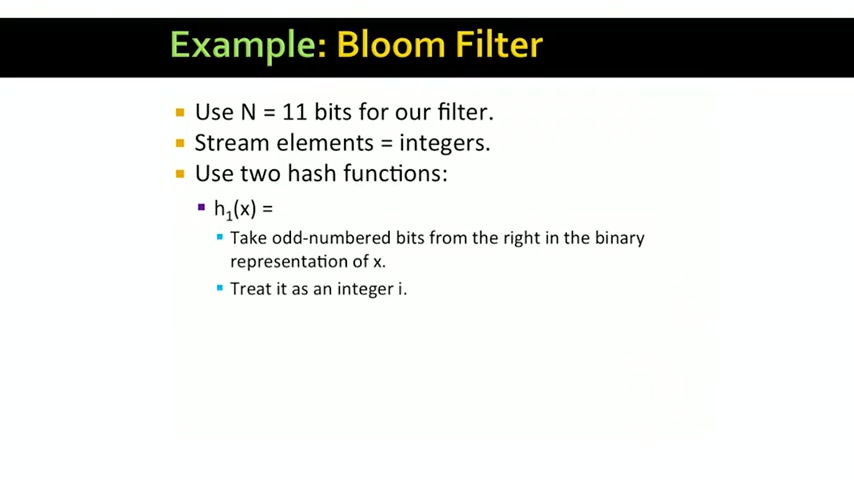 Example: Bloom Filter
Use N = 11 bits for our filter.
Stream elements = integers.
Use two hash functions:
h₁(x) =
Take odd-numbered bits from the right in the binary
representation of x.
Treat it as an integer i.